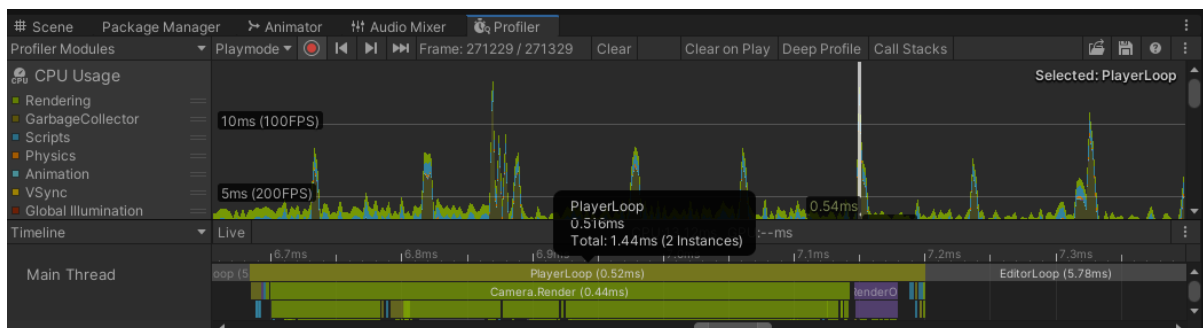 # Scene Package Manager Animator Audio Mixer Profiler
Profiler Modules Playmode Frame: 271229 / 271329 Clear Clear on Play Deep Profile Call Stacks
CPU Usage Selected: PlayerLoop
Rendering
GarbageCollector
10ms (100FPS)
Scripts
Physics
Animation
VSync
5ms (200FPS)
0.54ms
Global Illumination
PlayerLoop
0.516ms
Total: 1.44ms (2 Instances)
Timeline Live --ms
6.7ms 6.8ms 7.1ms 7.2ms 7.3ms
Main Thread PlayerLoop (0.52ms) EditorLoop (5.78ms)
Camera.Render (0.44ms)